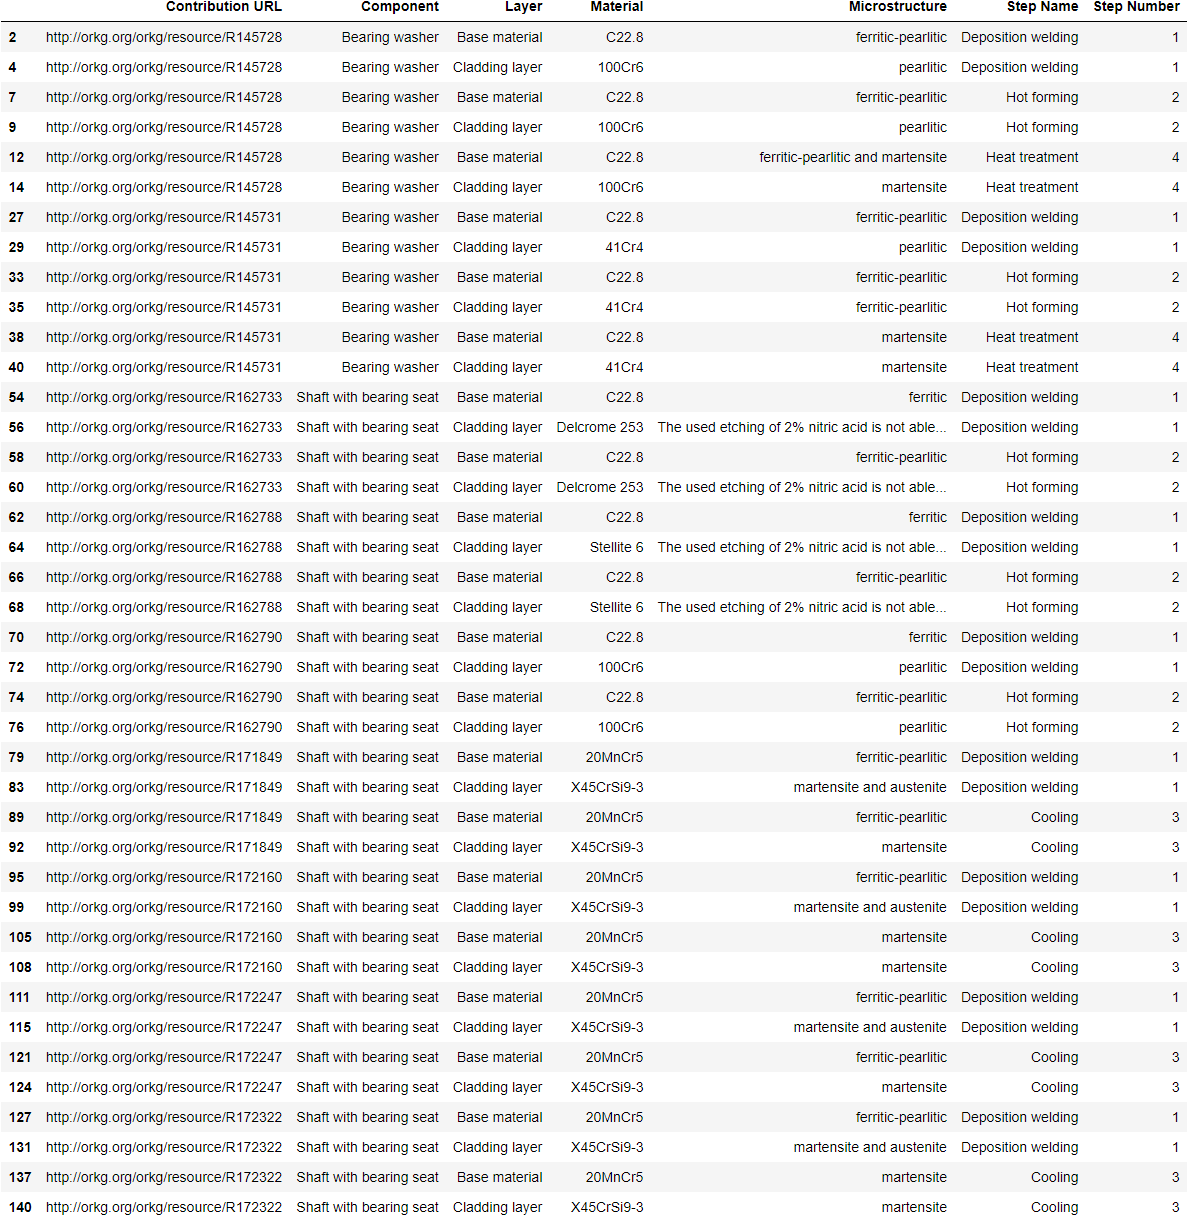 Contribution URL Component Layer Material Microstructure Step Name Step Number
2 http://orkg.org/orkg/resource/R145728 Bearing washer Base material C22.8 ferritic-pearlitic Deposition welding 1
4 http://orkg.org/orkg/resource/R145728 Bearing washer Cladding layer 100Cr6 pearlitic Deposition welding 1
7 http://orkg.org/orkg/resource/R145728 Bearing washer Base material C22.8 ferritic-pearlitic Hot forming 2
9 http://orkg.org/orkg/resource/R145728 Bearing washer Cladding layer 100Cr6 pearlitic Hot forming 2
12 http://orkg.org/orkg/resource/R145728 Bearing washer Base material C22.8 ferritic-pearlitic and martensite Heat treatment 4
14 http://orkg.org/orkg/resource/R145728 Bearing washer Cladding layer 100Cr6 martensite Heat treatment 4
27 http://orkg.org/orkg/resource/R145731 Bearing washer Base material C22.8 ferritic-pearlitic Deposition welding 1
29 http://orkg.org/orkg/resource/R145731 Bearing washer Cladding layer 41Cr4 pearlitic Deposition welding 1
33 http://orkg.org/orkg/resource/R145731 Bearing washer Base material C22.8 ferritic-pearlitic Hot forming 2
35 http://orkg.org/orkg/resource/R145731 Bearing washer Cladding layer 41Cr4 ferritic-pearlitic Hot forming 2
38 http://orkg.org/orkg/resource/R145731 Bearing washer Base material C22.8 martensite Heat treatment 4
40 http://orkg.org/orkg/resource/R145731 Bearing washer Cladding layer 41Cr4 martensite Heat treatment 4
54 http://orkg.org/orkg/resource/R162733 Shaft with bearing seat Base material C22.8 ferritic Deposition welding 1
56 http://orkg.org/orkg/resource/R162733 Shaft with bearing seat Cladding layer Delcrome 253 The used etching of 2% nitric acid is not able... Deposition welding 1
58 http://orkg.org/orkg/resource/R162733 Shaft with bearing seat Base material C22.8 ferritic-pearlitic Hot forming 2
60 http://orkg.org/orkg/resource/R162733 Shaft with bearing seat Cladding layer Delcrome 253 The used etching of 2% nitric acid is not able... Hot forming 2
62 http://orkg.org/orkg/resource/R162788 Shaft with bearing seat Base material C22.8 ferritic Deposition welding 1
64 http://orkg.org/orkg/resource/R162788 Shaft with bearing seat Cladding layer Stellite 6 The used etching of 2% nitric acid is not able... Deposition welding 1
66 http://orkg.org/orkg/resource/R162788 Shaft with bearing seat Base material C22.8 ferritic-pearlitic Hot forming 2
68 http://orkg.org/orkg/resource/R162788 Shaft with bearing seat Cladding layer Stellite 6 The used etching of 2% nitric acid is not able... Hot forming 2
70 http://orkg.org/orkg/resource/R162790 Shaft with bearing seat Base material C22.8 ferritic Deposition welding 1
72 http://orkg.org/orkg/resource/R162790 Shaft with bearing seat Cladding layer 100Cr6 pearlitic Deposition welding 1
74 http://orkg.org/orkg/resource/R162790 Shaft with bearing seat Base material C22.8 ferritic-pearlitic Hot forming 2
76 http://orkg.org/orkg/resource/R162790 Shaft with bearing seat Cladding layer 100Cr6 pearlitic Hot forming 2
79 http://orkg.org/orkg/resource/R171849 Shaft with bearing seat Base material 20MnCr5 ferritic-pearlitic Deposition welding 1
83 http://orkg.org/orkg/resource/R171849 Shaft with bearing seat Cladding layer X45CrSi9-3 martensite and austenite Deposition welding 1
89 http://orkg.org/orkg/resource/R171849 Shaft with bearing seat Base material 20MnCr5 ferritic-pearlitic Cooling 3
92 http://orkg.org/orkg/resource/R171849 Shaft with bearing seat Cladding layer X45CrSi9-3 martensite Cooling 3
95 http://orkg.org/orkg/resource/R172160 Shaft with bearing seat Base material 20MnCr5 ferritic-pearlitic Deposition welding 1
99 http://orkg.org/orkg/resource/R172160 Shaft with bearing seat Cladding layer X45CrSi9-3 martensite and austenite Deposition welding 1
105 http://orkg.org/orkg/resource/R172160 Shaft with bearing seat Base material 20MnCr5 martensite Cooling 3
108 http://orkg.org/orkg/resource/R172160 Shaft with bearing seat Cladding layer X45CrSi9-3 martensite Cooling 3
111 http://orkg.org/orkg/resource/R172247 Shaft with bearing seat Base material 20MnCr5 ferritic-pearlitic Deposition welding 1
115 http://orkg.org/orkg/resource/R172247 Shaft with bearing seat Cladding layer X45CrSi9-3 martensite and austenite Deposition welding 1
121 http://orkg.org/orkg/resource/R172247 Shaft with bearing seat Base material 20MnCr5 ferritic-pearlitic Cooling 3
124 http://orkg.org/orkg/resource/R172247 Shaft with bearing seat Cladding layer X45CrSi9-3 martensite Cooling 3
127 http://orkg.org/orkg/resource/R172322 Shaft with bearing seat Base material 20MnCr5 ferritic-pearlitic Deposition welding 1
131 http://orkg.org/orkg/resource/R172322 Shaft with bearing seat Cladding layer X45CrSi9-3 martensite and austenite Deposition welding 1
137 http://orkg.org/orkg/resource/R172322 Shaft with bearing seat Base material 20MnCr5 martensite Cooling 3
140 http://orkg.org/orkg/resource/R172322 Shaft with bearing seat Cladding layer X45CrSi9-3 martensite Cooling 3